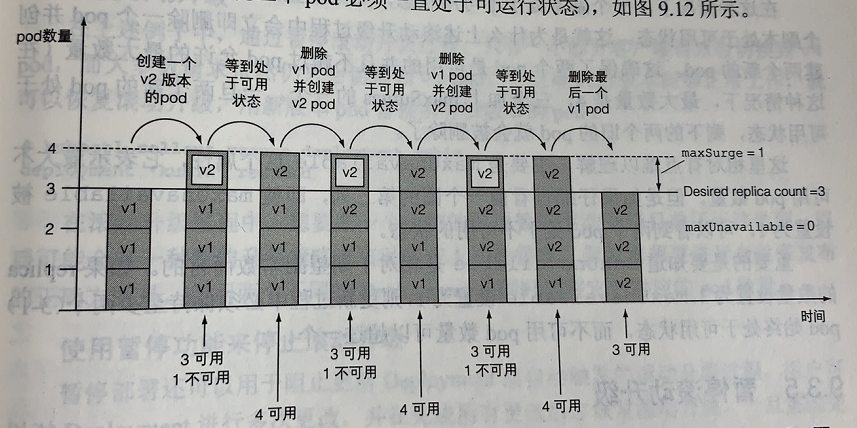 pod 必须一直处于可运行状态），如图 9.12 所示。
pod数量
创建一个
v2 版本
的pod
等到处
于可用
状态
删除
v1 pod
并创建
v2 pod
等到处
于可用
状态
删除
v1 pod
并创建
v2 pod
等到处
于可用
状态
删除最
后一个
v1 pod
4
3
2
1
v1
v1
v1
v2
v1
v1
v1
v2
v1
v1
v1
v2
v2
v1
v1
v2
v2
v1
v1
v2
v2
v2
v1
v2
v2
v2
v1
v2
v2
v2
maxSurge = 1
Desired replica count =3
maxUnavailable = 0
时间
3 可用
1 不可用
4 可用
3 可用
1 不可用
4 可用
3 可用
1 不可用
4 可用
3 可用